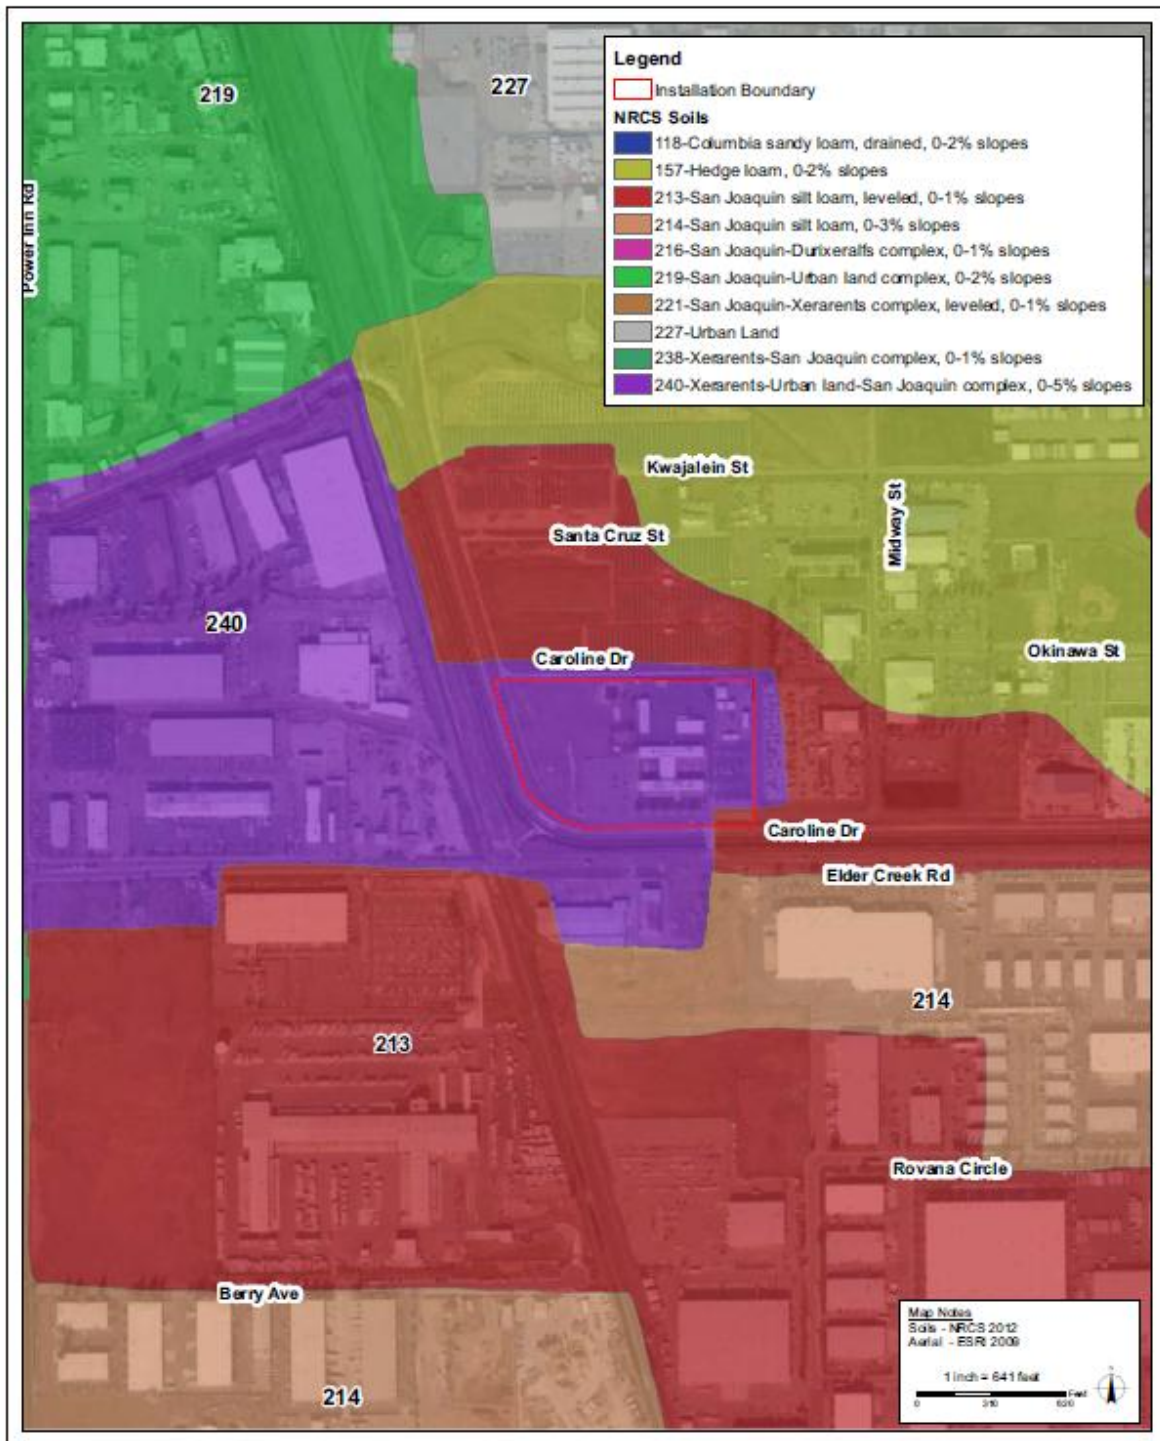 219
227
Power Inn Rd
Legend
Installation Boundary
NRCS Soils
118-Columbia sandy loam, drained, 0-2% slopes
157-Hedge loam, 0-2% slopes
213-San Joaquin silt loam, leveled, 0-1% slopes
214-San Joaquin silt loam, 0-3% slopes
216-San Joaquin-Durixeralfs complex, 0-1% slopes
219-San Joaquin-Urban land complex, 0-2% slopes
221-San Joaquin-Xerarents complex, leveled, 0-1% slopes
227-Urban Land
238-Xerarents-San Joaquin complex, 0-1% slopes
240-Xerarents-Urban land-San Joaquin complex, 0-5% slopes
Kwajalein St
Midway St
Santa Cruz St
240
Okinawa St
Caroline Dr
Caroline Dr
Elder Creek Rd
214
213
Rovana Circle
Berry Ave
214
Map Notes
Soils - NRCS 2012
Aerial - ESRI
1 inch = 641 feet
Feet
0